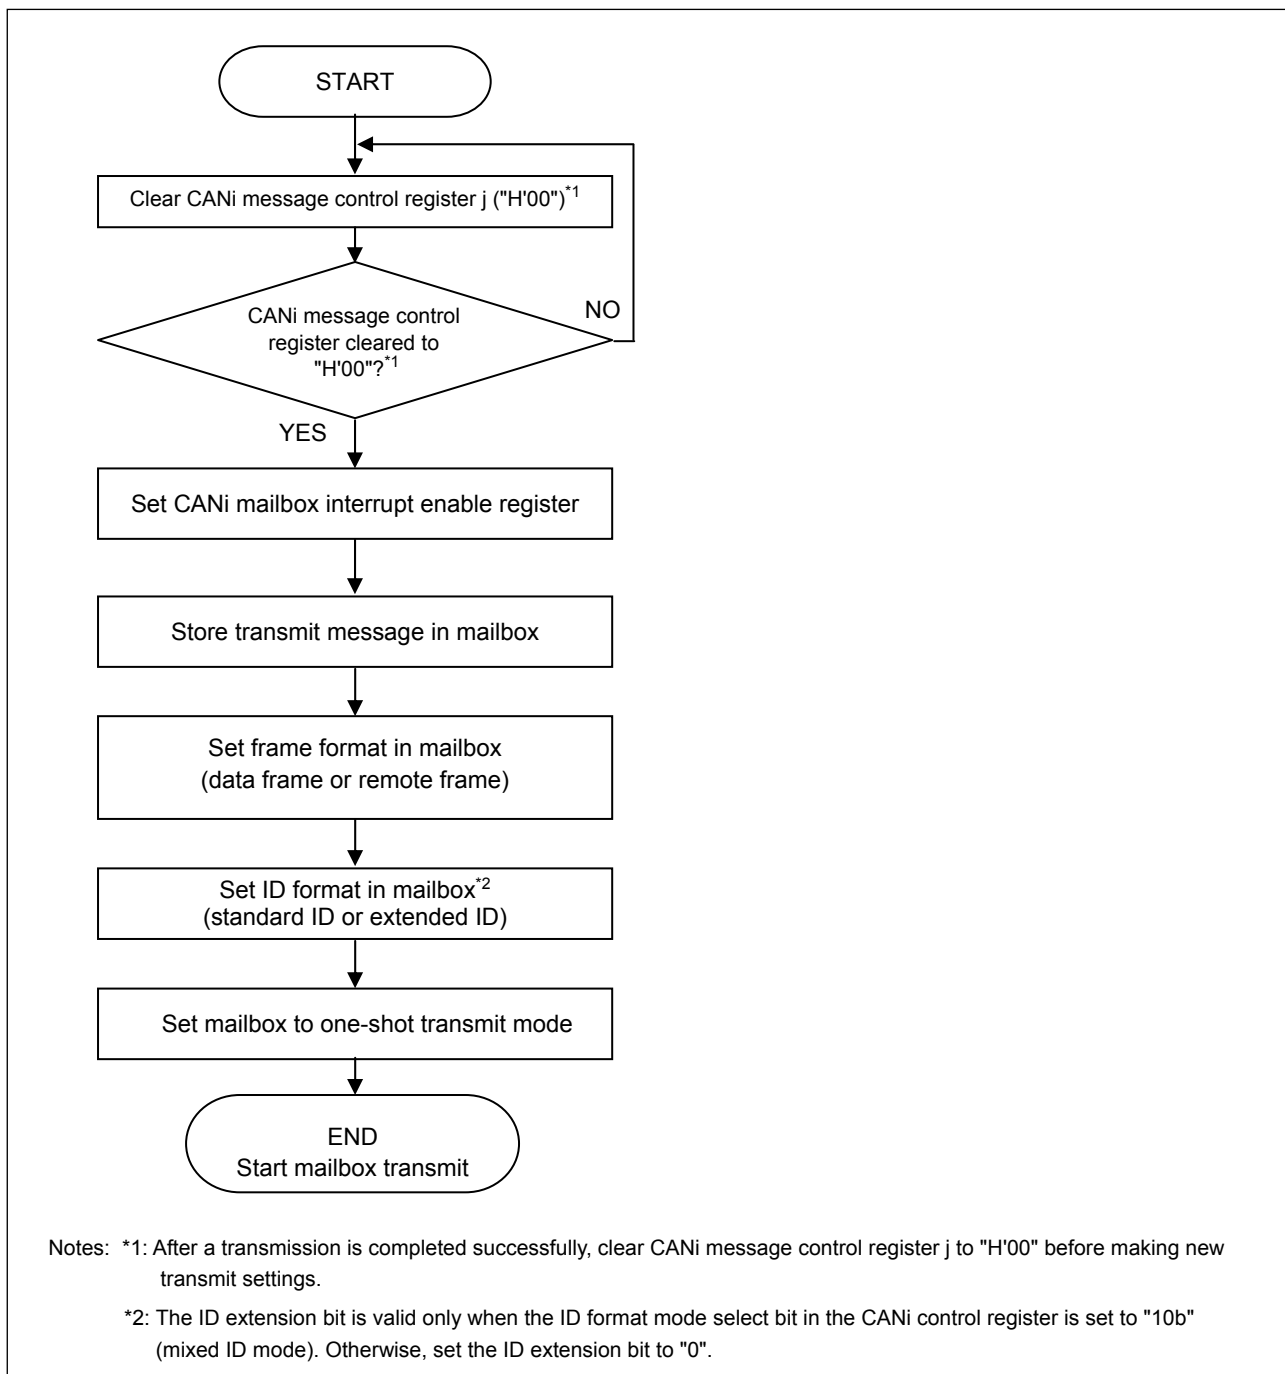 START
Clear CANi message control register j ("H'00")*1
CANi message control
register cleared to
"H'00"?*1
NO
YES
Set CANi mailbox interrupt enable register
Store transmit message in mailbox
Set frame format in mailbox
(data frame or remote frame)
Set ID format in mailbox*2
(standard ID or extended ID)
Set mailbox to one-shot transmit mode
END
Start mailbox transmit
Notes: *1: After a transmission is completed successfully, clear CANi message control register j to "H'00" before making new
transmit settings.
*2: The ID extension bit is valid only when the ID format mode select bit in the CANi control register is set to "10b"
(mixed ID mode). Otherwise, set the ID extension bit to "0".